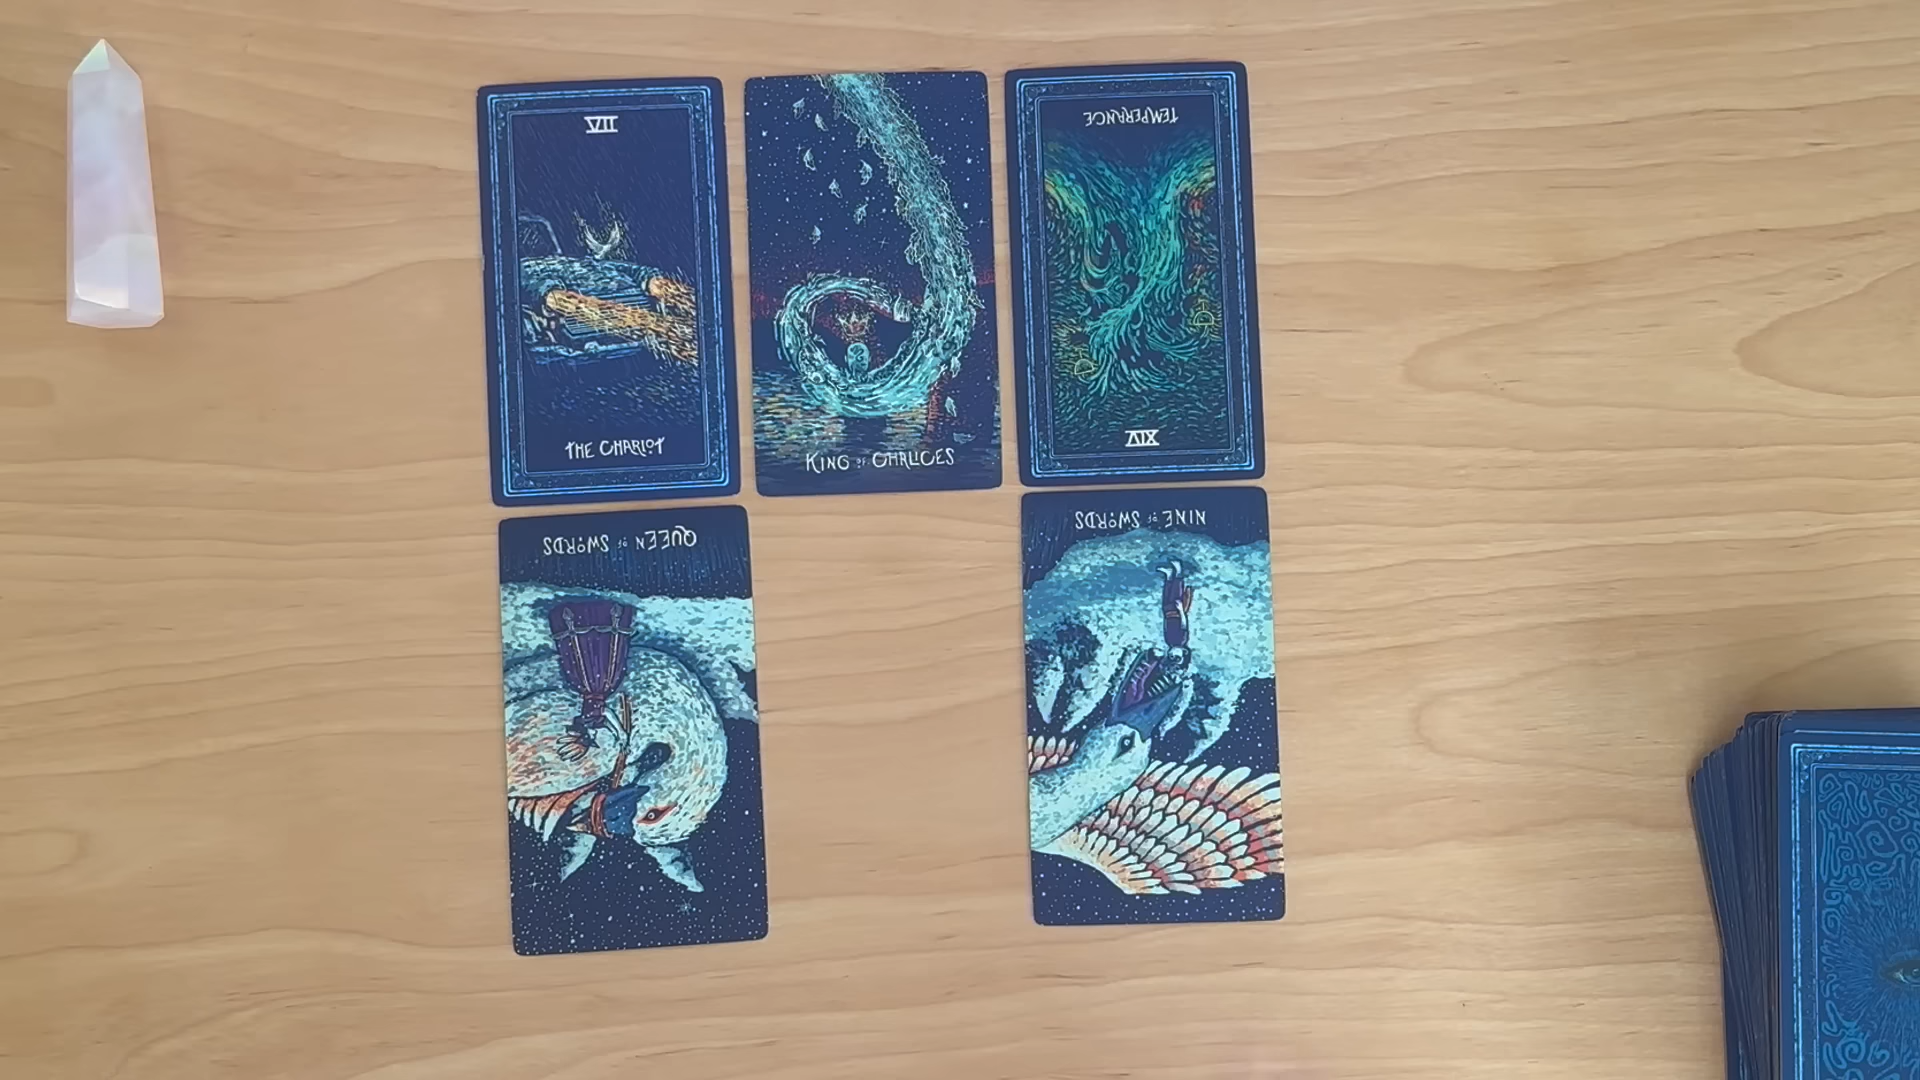 VII
THE CHARIOT
KING OF CHALICES
TEMPERANCE
XIV
QUEEN OF SWORDS
NINE OF SWORDS